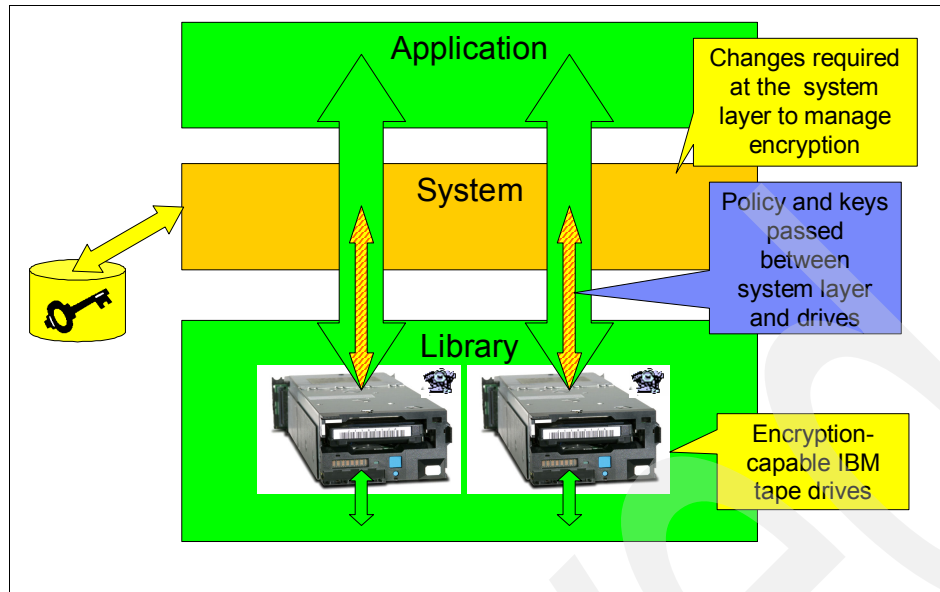 Application
Changes required
at the system
layer to manage
encryption
System
Policy and keys
passed
between
system layer
and drives
Library
Encryption-
capable IBM
tape drives